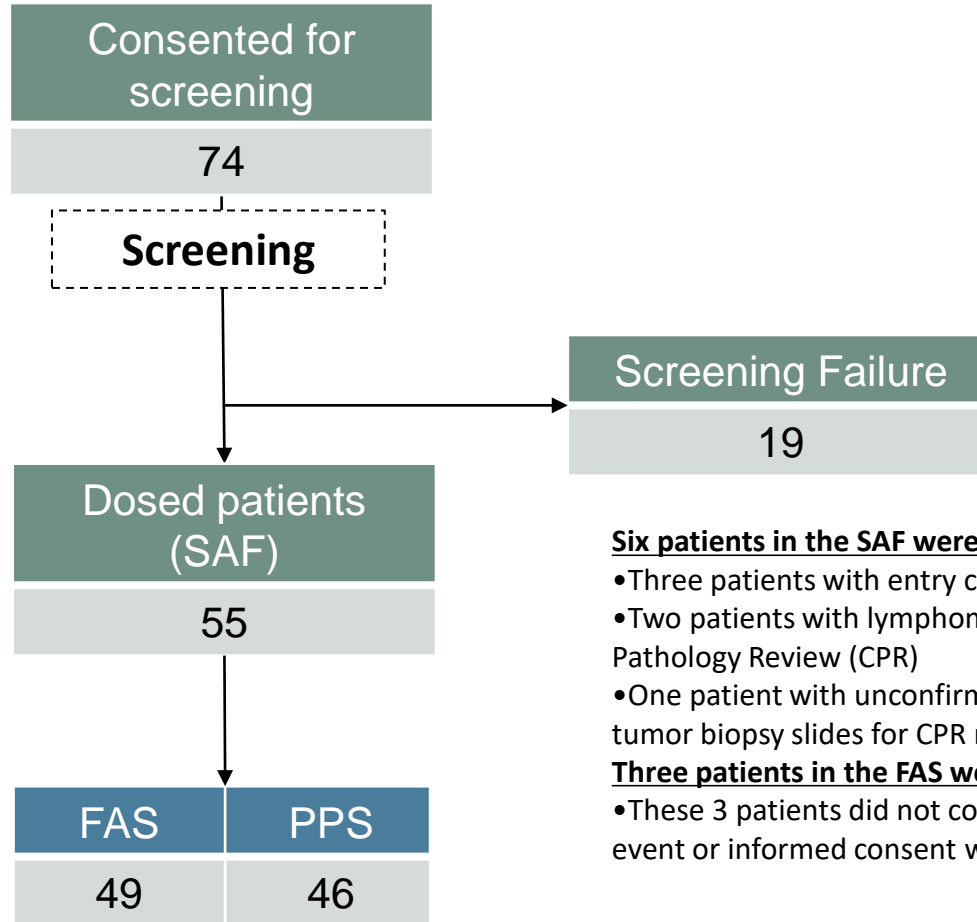 Consented for
screening
74
Screening
Screening Failure
19
Dosed patients
(SAF)
55
Six patients in the SAF were
•Three patients with entry c
•Two patients with lymphon
Pathology Review (CPR)
•One patient with unconfirm
tumor biopsy slides for CPR
Three patients in the FAS w
•These 3 patients did not co
event or informed consent w
FAS PPS
49 46